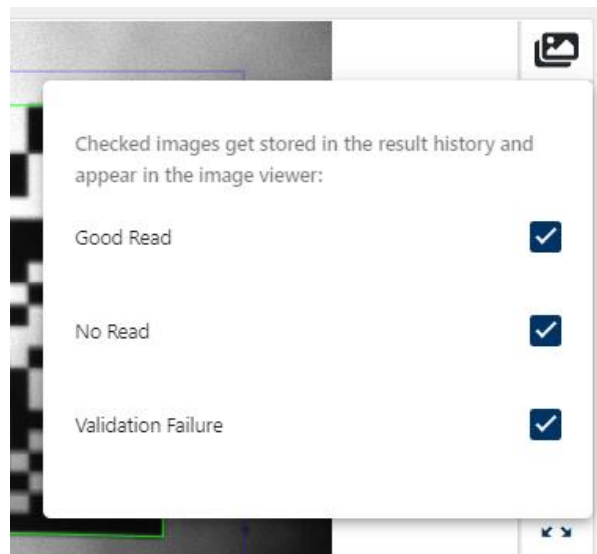 Checked images get stored in the result history and
appear in the image viewer:
Good Read
No Read
Validation Failure